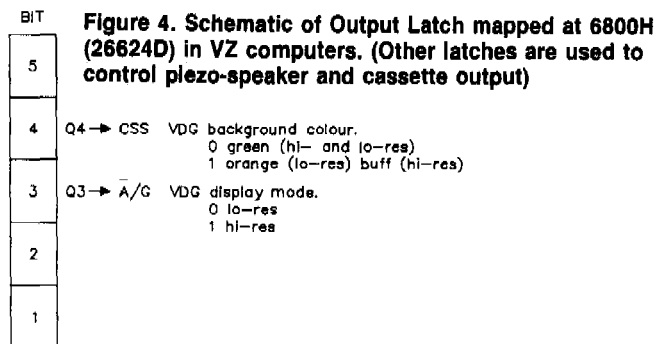 BIT
Figure 4. Schematic of Output Latch mapped at 6800H
(26624D) in VZ computers. (Other latches are used to
control piezo-speaker and cassette output)
5
4 Q4→ CSS VDG background colour.
0 green (hi- and lo-res)
1 orange (lo-res) buff (hi-res)
3 Q3→ A̅/G VDG display mode.
0 lo-res
1 hi-res
2
1